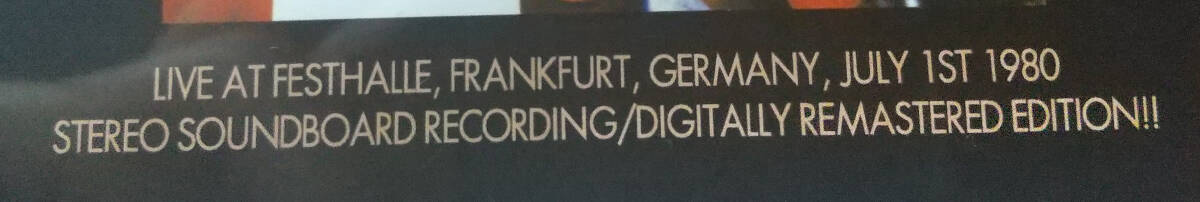 LIVE AT FESTHALLE, FRANKFURT, GERMANY, JULY 1ST 1980
STEREO SOUNDBOARD RECORDING/DIGITALLY REMASTERED EDITION!!